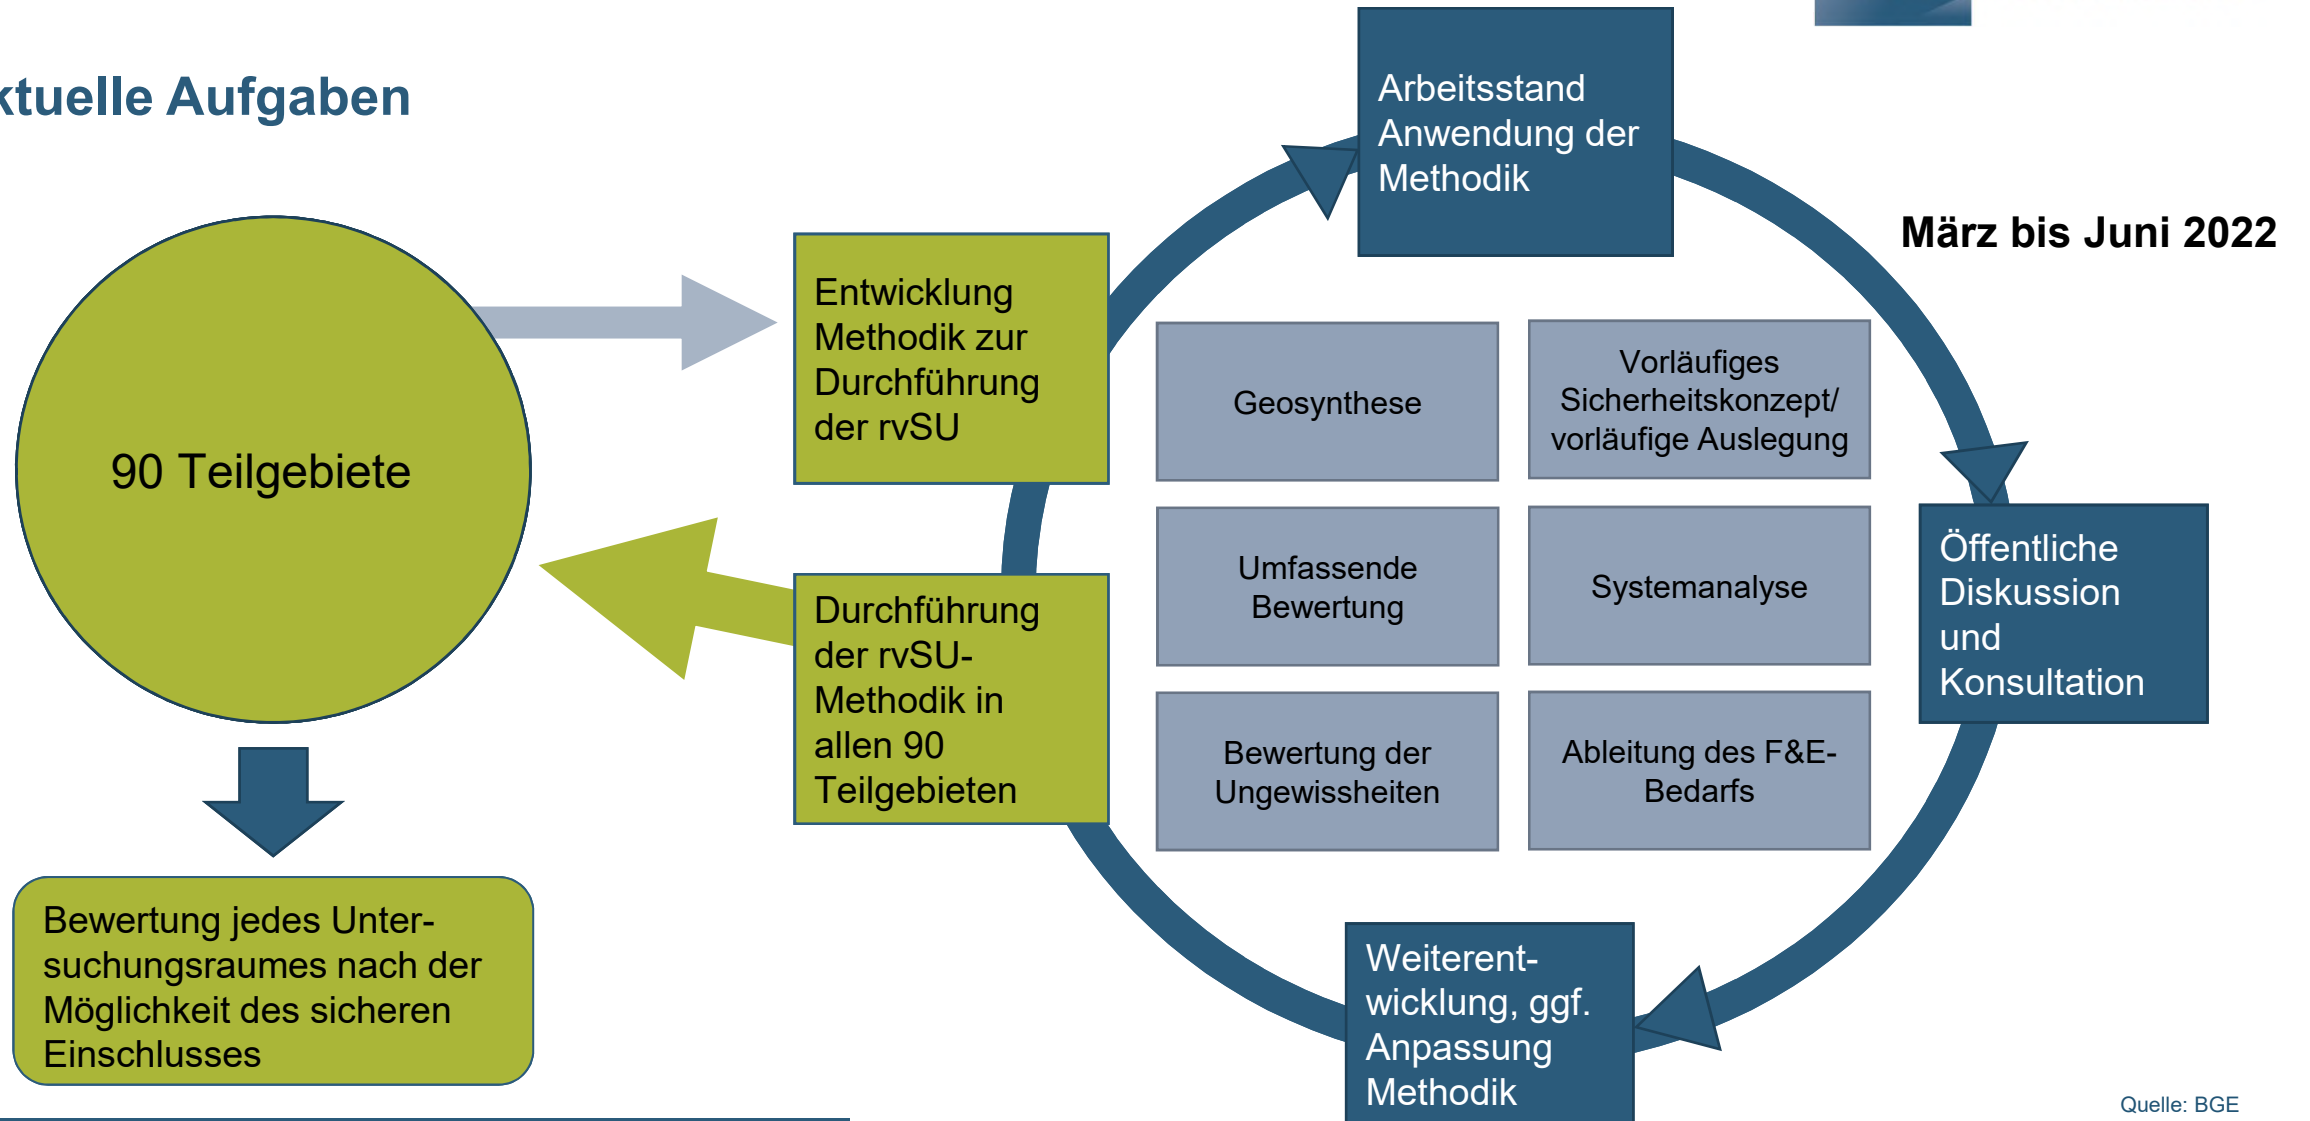 ktuelle Aufgaben
Arbeitsstand
Anwendung der
Methodik
März bis Juni 2022
90 Teilgebiete
Entwicklung
Methodik zur
Durchführung
der rvSU
Geosynthese
Vorläufiges
Sicherheitskonzept/
vorläufige Auslegung
Umfassende
Bewertung
Systemanalyse
Öffentliche
Diskussion
und
Konsultation
Durchführung
der rvSU-
Methodik in
allen 90
Teilgebieten
Bewertung der
Ungewissheiten
Ableitung des F&E-
Bedarfs
Bewertung jedes Unter-
suchungsraumes nach der
Möglichkeit des sicheren
Einschlusses
Weiterent-
wicklung, ggf.
Anpassung
Methodik
Quelle: BGE